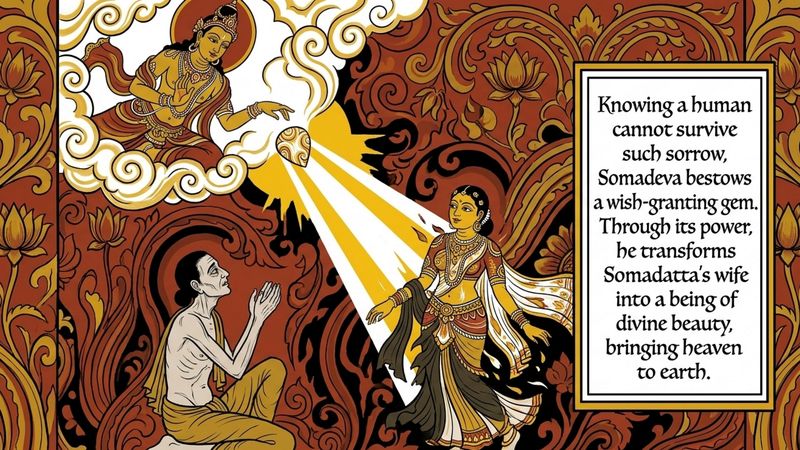 Knowing a human
cannot survive
such sorrow,
Somadeva bestows
a wish-granting gem.
Through its power,
he transforms
Somadatta's wife
into a being of
divine beauty,
bringing heaven
to earth.